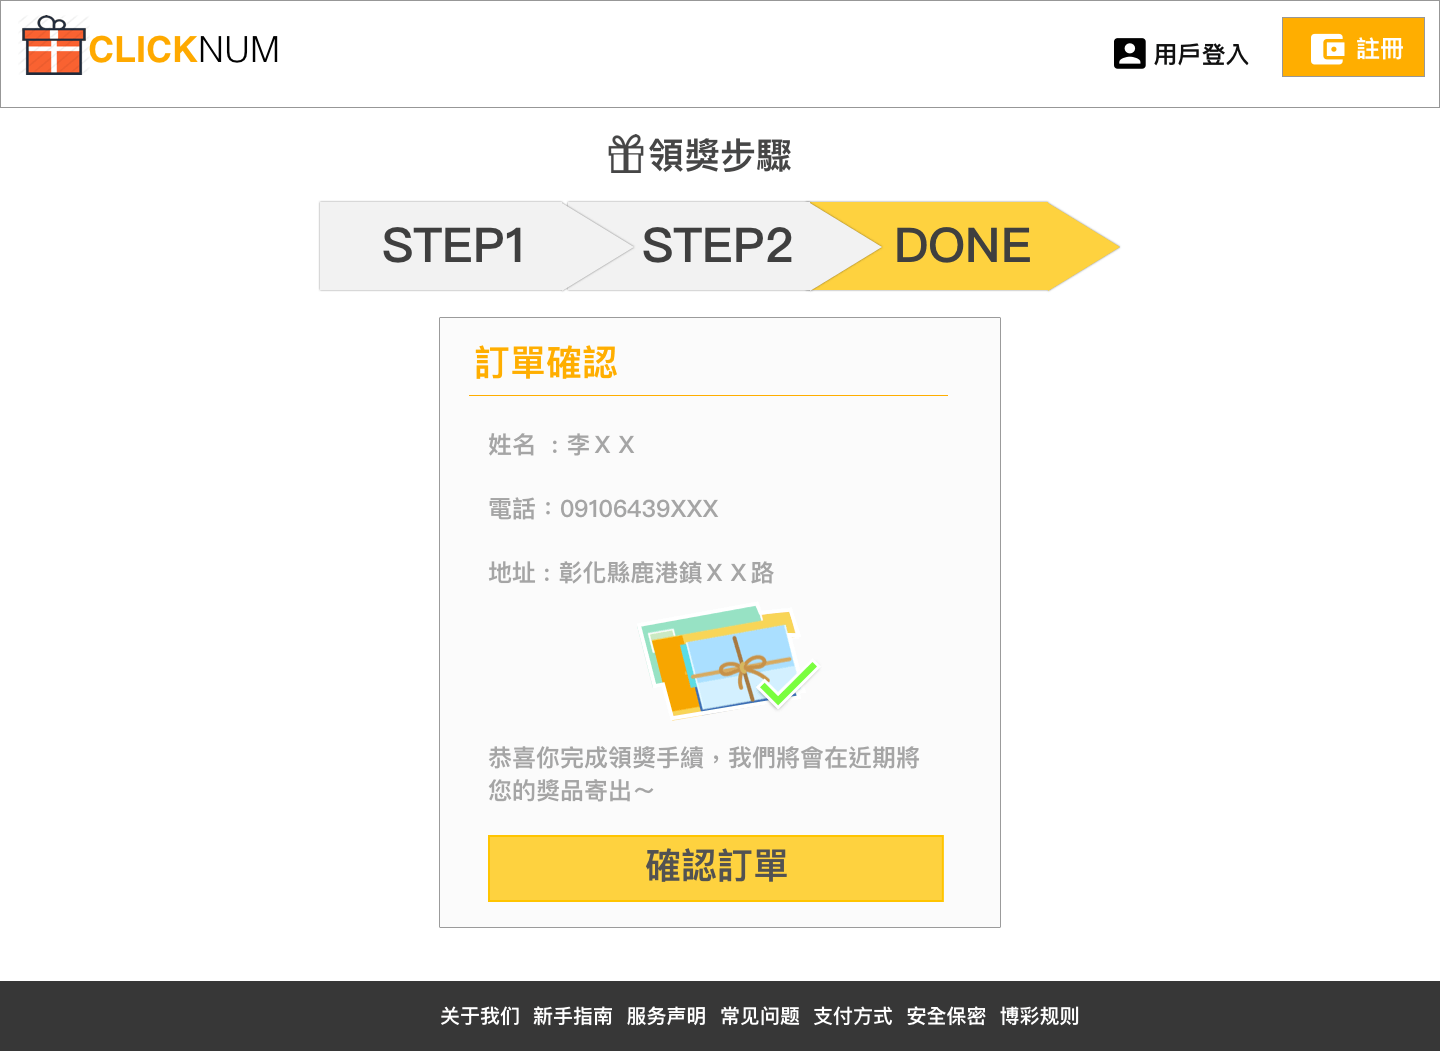 CLICKNUM
用戶登入
註冊
領獎步驟
STEP1
STEP2
DONE
訂單確認
姓名 ：李ＸＸ
電話：09106439XXX
地址：彰化縣鹿港鎮ＸＸ路
恭喜你完成領獎手續，我們將會在近期將
您的獎品寄出～
確認訂單
关于我们 新手指南 服务声明 常见问题 支付方式 安全保密 博彩规则